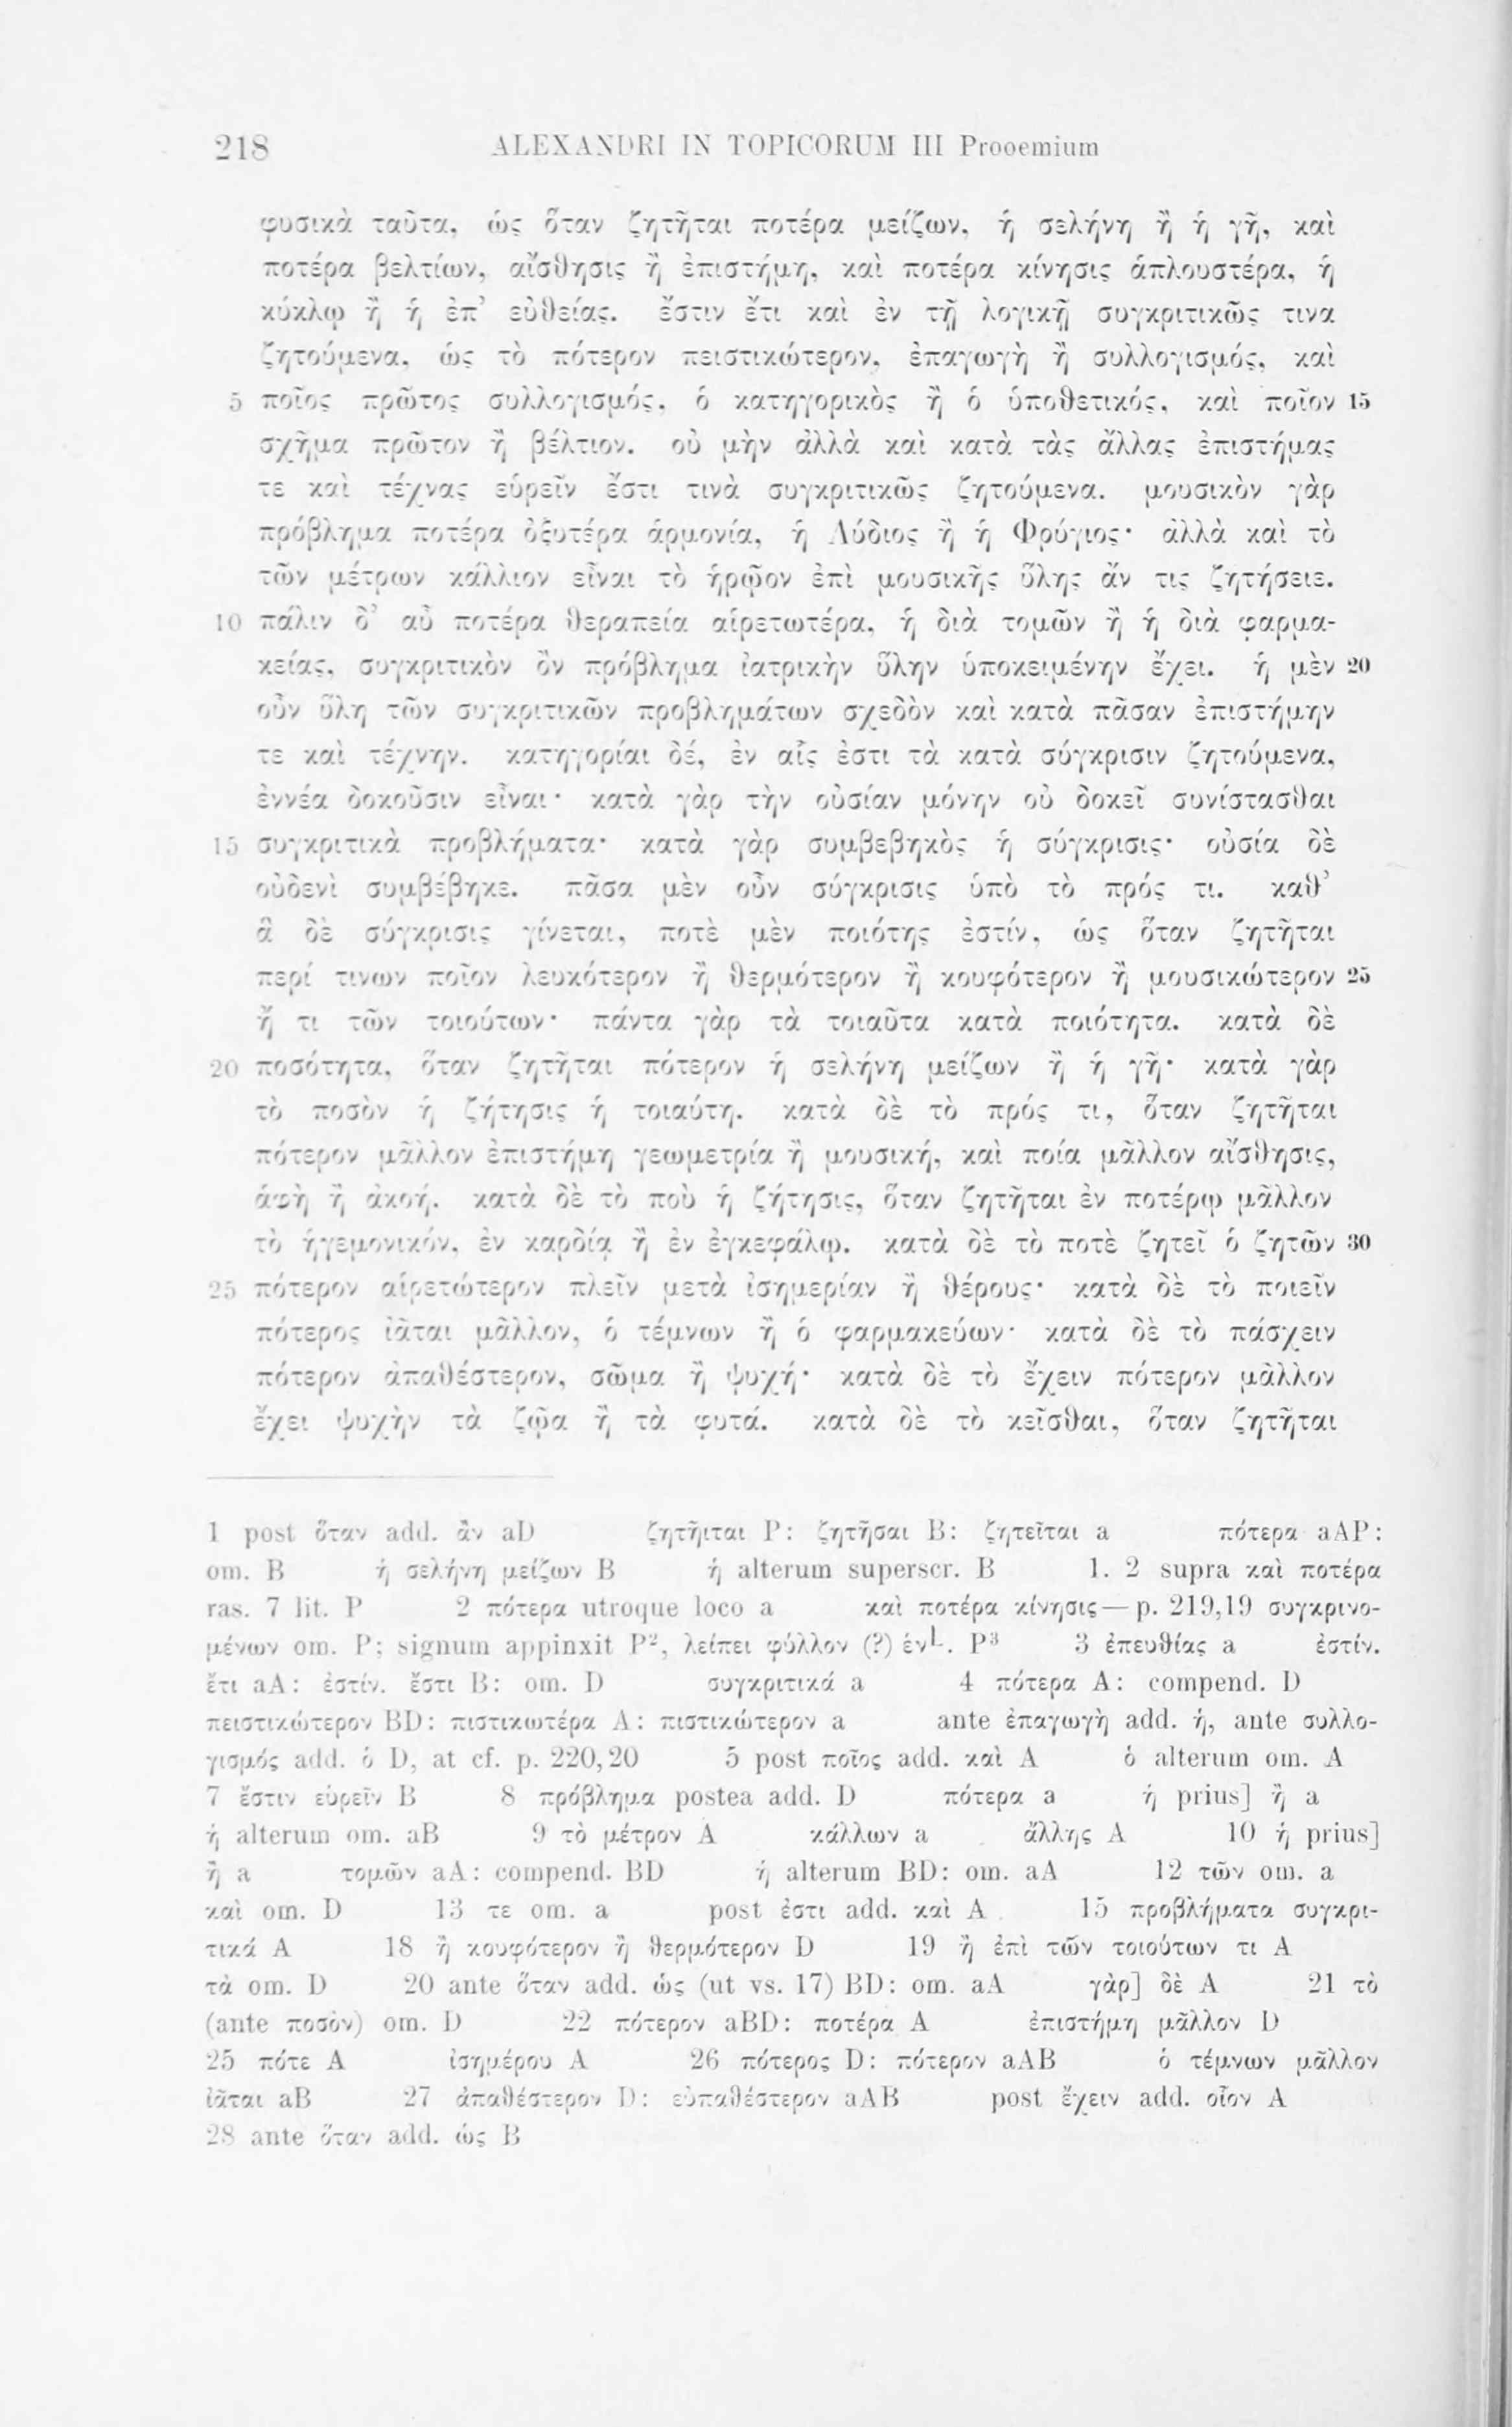 218 ALEXANDRI IN TOPICORUM III Prooemium
φυσικὰ ταῦτα, ὡς ὅταν ζητῆται ποτέρα μείζων, ἡ σελήνη ἢ ἡ γῆ, καὶ
ποτέρα βελτίων, αἴσθησις ἢ ἐπιστήμη, καὶ ποτέρα κίνησις ἁπλουστέρα, ἡ
κύκλῳ ἢ ἡ ἐπ’ εὐθείας. ἔστιν ἔτι καὶ ἐν τῇ λογικῇ συγκριτικῶς τινα
ζητούμενα, ὡς τὸ πότερον πειστικώτερον, ἐπαγωγὴ ἢ συλλογισμός, καὶ
5 ποῖος πρῶτος συλλογισμός, ὁ κατηγορικὸς ἢ ὁ ὑποθετικός, καὶ ποῖον 15
σχῆμα πρῶτον ἢ βέλτιον. οὐ μὴν ἀλλὰ καὶ κατὰ τὰς ἄλλας ἐπιστήμας
τε καὶ τέχνας εὑρεῖν ἔστι τινὰ συγκριτικῶς ζητούμενα. μουσικὸν γὰρ
πρόβλημα ποτέρα ὀξυτέρα ἁρμονία, ἡ Λύδιος ἢ ἡ Φρύγιος· ἀλλὰ καὶ τὸ
τῶν μέτρων κάλλιον εἶναι τὸ ἡρῷον ἐπὶ μουσικῆς ὕλης ἄν τις ζητήσειε.
10 πάλιν δ’ αὖ ποτέρα θεραπεία αἱρετωτέρα, ἡ διὰ τομῶν ἢ ἡ διὰ φαρμα-
κείας, συγκριτικὸν ὂν πρόβλημα ἰατρικὴν ὕλην ὑποκειμένην ἔχει. ἡ μὲν 20
οὖν ὕλη τῶν συγκριτικῶν προβλημάτων σχεδὸν καὶ κατὰ πᾶσαν ἐπιστήμην
τε καὶ τέχνην. κατηγορίαι δέ, ἐν αἷς ἐστι τὰ κατὰ σύγκρισιν ζητούμενα,
ἐννέα δοκοῦσιν εἶναι· κατὰ γὰρ τὴν οὐσίαν μόνην οὐ δοκεῖ συνίστασθαι
15 συγκριτικὰ προβλήματα· κατὰ γὰρ συμβεβηκὸς ἡ σύγκρισις· οὐσία δὲ
οὐδενὶ συμβέβηκε. πᾶσα μὲν οὖν σύγκρισις ὑπὸ τὸ πρός τι. καθ’
ἃ δὲ σύγκρισις γίνεται, ποτὲ μὲν ποιότης ἐστίν, ὡς ὅταν ζητῆται
περί τινων ποῖον λευκότερον ἢ θερμότερον ἢ κουφότερον ἢ μουσικώτερον 25
ἤ τι τῶν τοιούτων· πάντα γὰρ τὰ τοιαῦτα κατὰ ποιότητα. κατὰ δὲ
20 ποσότητα, ὅταν ζητῆται πότερον ἡ σελήνη μείζων ἢ ἡ γῆ· κατὰ γὰρ
τὸ ποσὸν ἡ ζήτησις ἡ τοιαύτη. κατὰ δὲ τὸ πρός τι, ὅταν ζητῆται
πότερον μᾶλλον ἐπιστήμη γεωμετρία ἢ μουσική, καὶ ποία μᾶλλον αἴσθησις,
ἁφὴ ἢ ἀκοή. κατὰ δὲ τὸ ποὺ ἡ ζήτησις, ὅταν ζητῆται ἐν ποτέρῳ μᾶλλον
τὸ ἡγεμονικόν, ἐν καρδίᾳ ἢ ἐν ἐγκεφάλῳ. κατὰ δὲ τὸ ποτὲ ζητεῖ ὁ ζητῶν 30
25 πότερον αἱρετώτερον πλεῖν μετὰ ἰσημερίαν ἢ θέρους· κατὰ δὲ τὸ ποιεῖν
πότερος ἰᾶται μᾶλλον, ὁ τέμνων ἢ ὁ φαρμακεύων· κατὰ δὲ τὸ πάσχειν
πότερον ἀπαθέστερον, σῶμα ἢ ψυχή· κατὰ δὲ τὸ ἔχειν πότερον μᾶλλον
ἔχει ψυχὴν τὰ ζῷα ἢ τὰ φυτά. κατὰ δὲ τὸ κεῖσθαι, ὅταν ζητῆται
1 post ὅταν add. ἂν aD ζητῆιται P: ζητῆσαι B: ζητεῖται a πότερα aAP:
om. B ἡ σελήνη μείζων B ἡ alterum superscr. B 1. 2 supra καὶ ποτέρα
ras. 7 lit. P 2 πότερα utroque loco a καὶ ποτέρα κίνησις — p. 219,19 συγκρινο-
μένων om. P; signum appinxit P², λείπει φύλλον (?) . P³ 3 ἐπευθίας a ἐστίν.
ἔτι aA: ἐστίν. ἔστι B: om. D συγκριτικά a 4 πότερα A: compend. D
πειστικώτερον BD: πιστικωτέρα A: πιστικώτερον a ante ἐπαγωγὴ add. ἡ, ante συλλο-
γισμός add. ὁ D, at cf. p. 220,20 5 post ποῖος add. καὶ A ὁ alterum om. A
7 ἔστιν εὑρεῖν B 8 πρόβλημα postea add. D πότερα a ἡ prius] ἢ a
ἡ alterum om. aB 9 τὸ μέτρον A κάλλων a ἄλλης A 10 ἡ prius]
ἢ a τομῶν aA: compend. BD ἡ alterum BD: om. aA 12 τῶν om. a
καὶ om. D 13 τε om. a post ἐστι add. καὶ A 15 προβλήματα συγκρι-
τικά A 18 ἢ κουφότερον ἢ θερμότερον D 19 ἢ ἐπὶ τῶν τοιούτων τι A
τὰ om. D 20 ante ὅταν add. ὡς (ut vs. 17) BD: om. aA γὰρ] δὲ A 21 τὸ
(ante ποσὸν) om. D 22 πότερον aBD: ποτέρα A ἐπιστήμη μᾶλλον D
25 πότε A ἰσημέρου A 26 πότερος D: πότερον aAB ὁ τέμνων μᾶλλον
ἰᾶται aB 27 ἀπαθέστερον D: εὐπαθέστερον aAB post ἔχειν add. οἷον A
28 ante ὅταν add. ὡς B